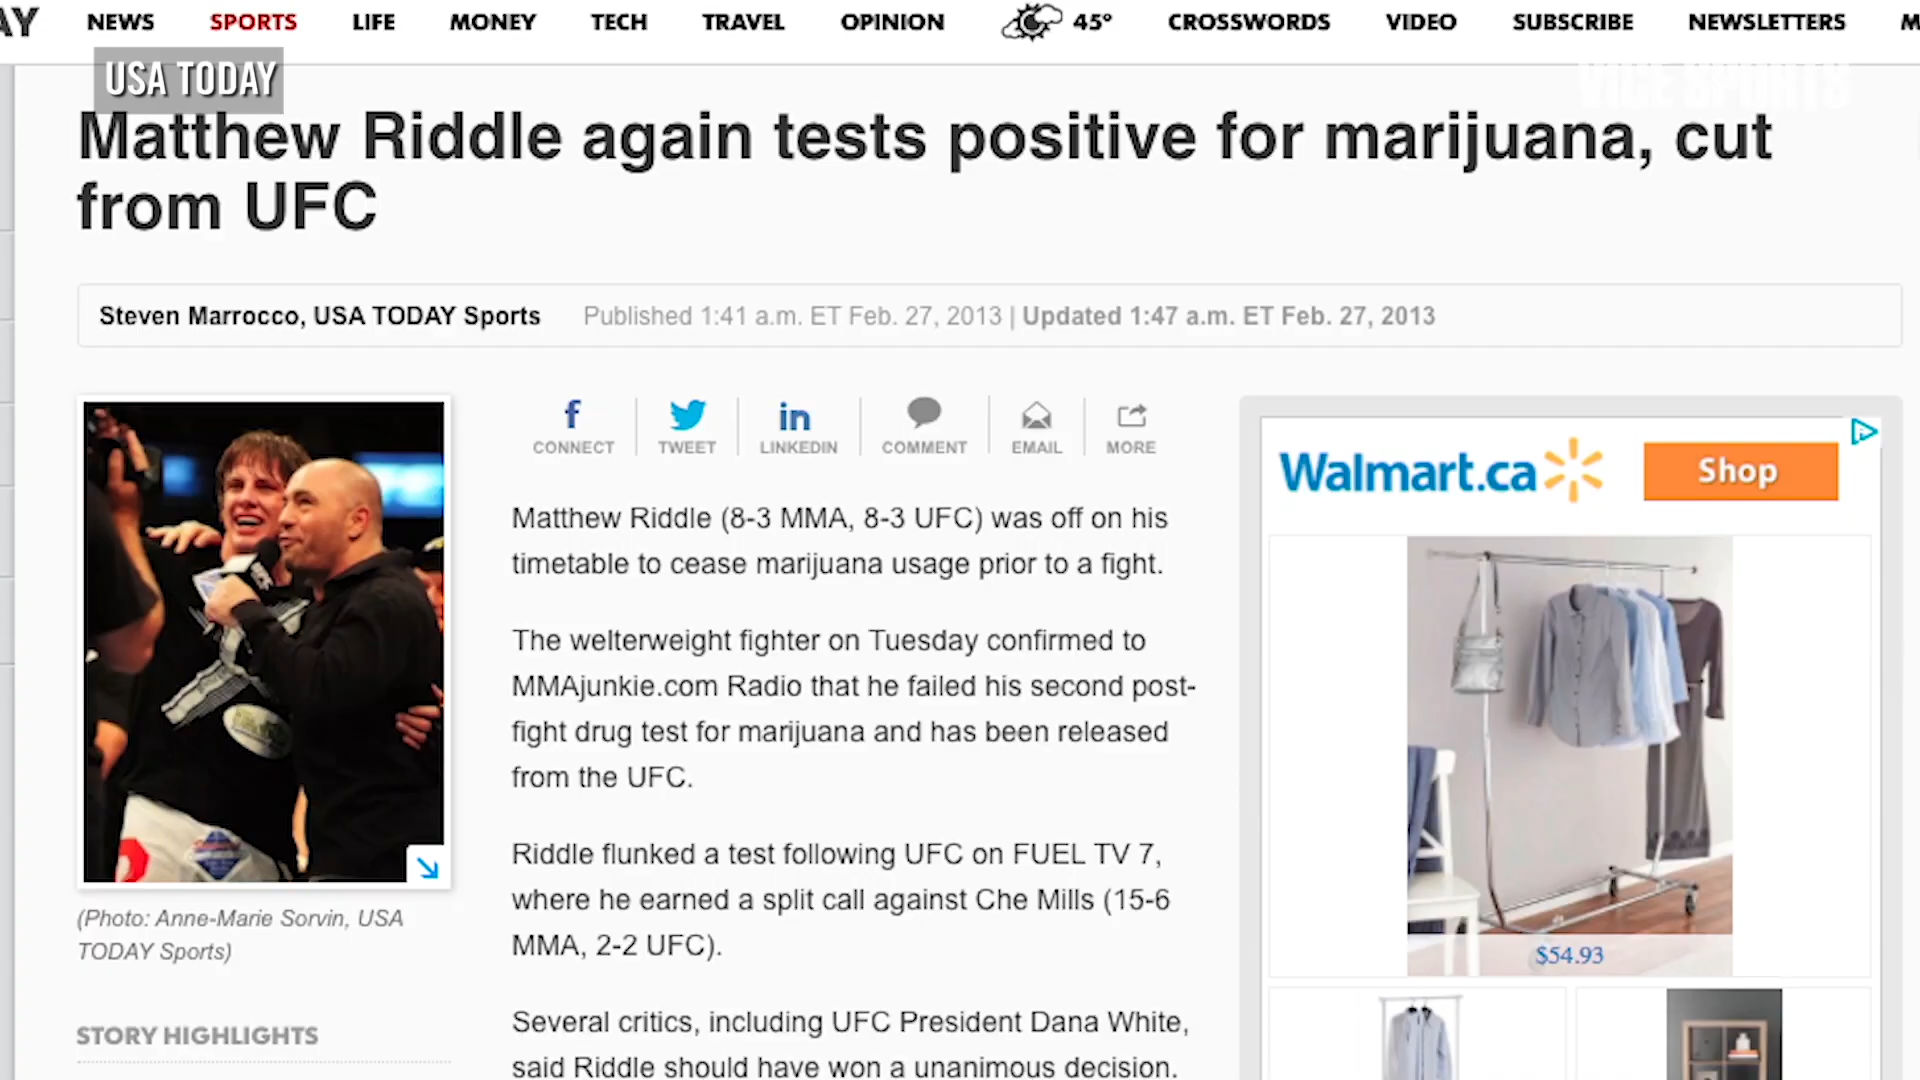 AY NEWS SPORTS LIFE MONEY TECH TRAVEL OPINION 45° CROSSWORDS VIDEO SUBSCRIBE NEWSLETTERS M
USA TODAY
VICE SPORTS
Matthew Riddle again tests positive for marijuana, cut
from UFC
Steven Marrocco, USA TODAY Sports Published 1:41 a.m. ET Feb. 27, 2013 | Updated 1:47 a.m. ET Feb. 27, 2013
CONNECT TWEET LINKEDIN COMMENT EMAIL MORE
Matthew Riddle (8-3 MMA, 8-3 UFC) was off on his
timetable to cease marijuana usage prior to a fight.
The welterweight fighter on Tuesday confirmed to
MMAjunkie.com Radio that he failed his second post-
fight drug test for marijuana and has been released
from the UFC.
Riddle flunked a test following UFC on FUEL TV 7,
where he earned a split call against Che Mills (15-6
MMA, 2-2 UFC).
Several critics, including UFC President Dana White,
said Riddle should have won a unanimous decision.
(Photo: Anne-Marie Sorvin, USA
TODAY Sports)
STORY HIGHLIGHTS
Walmart.ca Shop
$54.93